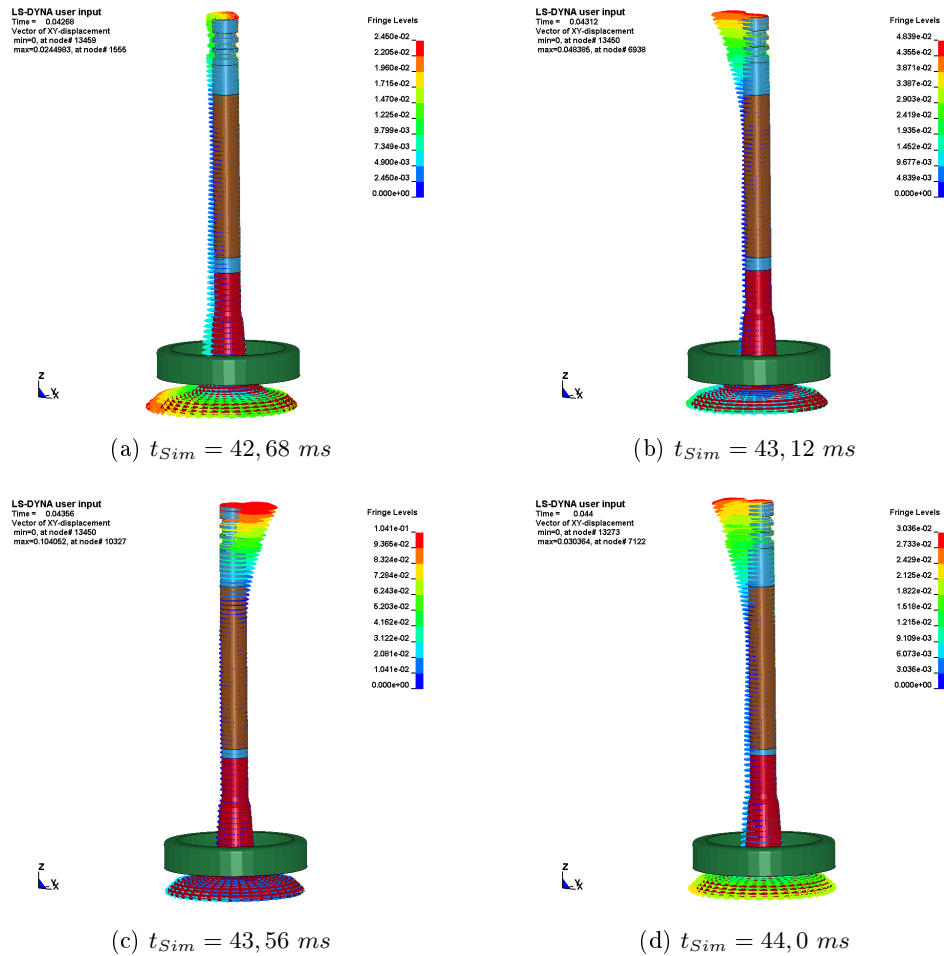 LS-DYNA user input
Time = 0.04268
Vector of XY-displacement
min=0, at node# 13459
max=0.0244983, at node# 1555
Fringe Levels
2.450e-02
2.205e-02
1.960e-02
1.715e-02
1.470e-02
1.225e-02
9.799e-03
7.349e-03
4.900e-03
2.450e-03
0.000e+00
Z
Y
X
(a) tSim = 42,68 ms
LS-DYNA user input
Time = 0.04312
Vector of XY-displacement
min=0, at node# 13450
max=0.048385, at node# 6938
Fringe Levels
4.839e-02
4.355e-02
3.871e-02
3.387e-02
2.903e-02
2.419e-02
1.935e-02
1.452e-02
9.677e-03
4.839e-03
0.000e+00
Z
Y
X
(b) tSim = 43,12 ms
LS-DYNA user input
Time = 0.04356
Vector of XY-displacement
min=0, at node# 13450
max=0.104052, at node# 10327
Fringe Levels
1.041e-01
9.365e-02
8.324e-02
7.284e-02
6.243e-02
5.203e-02
4.162e-02
3.122e-02
2.081e-02
1.041e-02
0.000e+00
Z
Y
X
(c) tSim = 43,56 ms
LS-DYNA user input
Time = 0.044
Vector of XY-displacement
min=0, at node# 13273
max=0.030364, at node# 7122
Fringe Levels
3.036e-02
2.733e-02
2.429e-02
2.125e-02
1.822e-02
1.518e-02
1.215e-02
9.109e-03
6.073e-03
3.036e-03
0.000e+00
Z
Y
X
(d) tSim = 44,0 ms